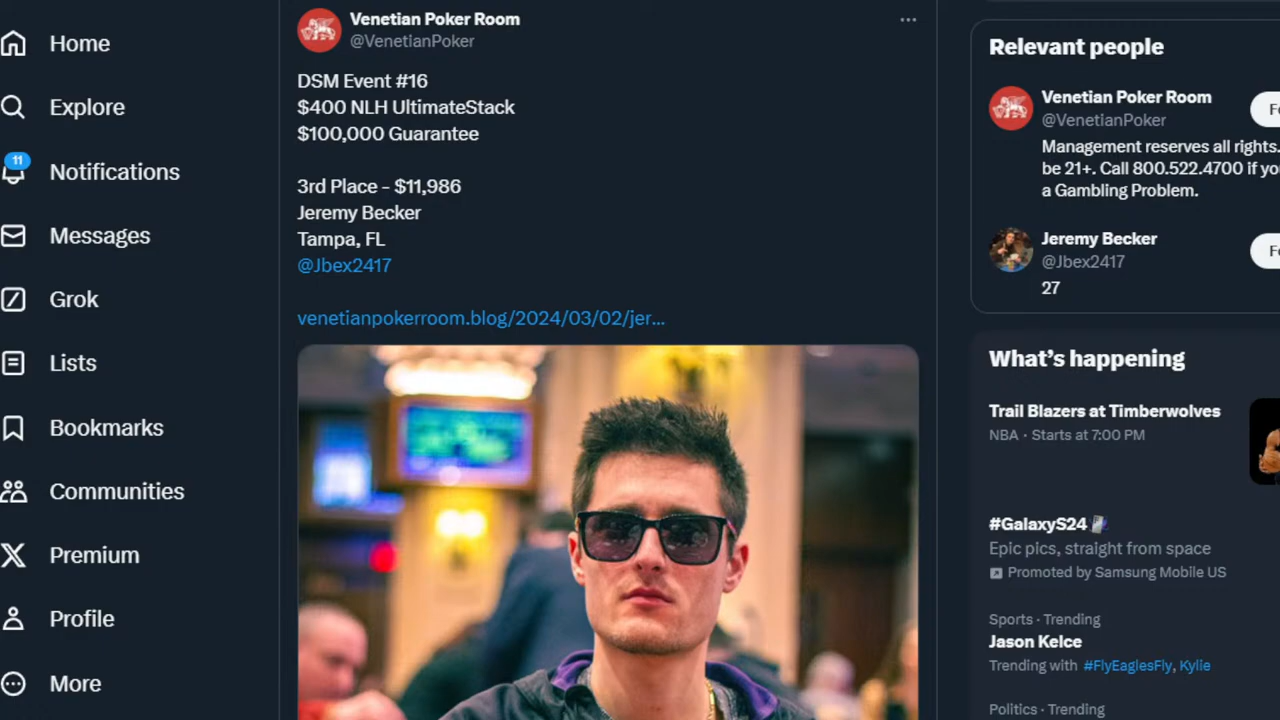 Home
Explore
11
Notifications
Messages
Grok
Lists
Bookmarks
Communities
Premium
Profile
More
Venetian Poker Room
@VenetianPoker
DSM Event #16
$400 NLH UltimateStack
$100,000 Guarantee
3rd Place - $11,986
Jeremy Becker
Tampa, FL
@Jbex2417
venetianpokerroom.blog/2024/03/02/jer...
Relevant people
Venetian Poker Room
@VenetianPoker
Management reserves all rights.
be 21+. Call 800.522.4700 if you
a Gambling Problem.
Jeremy Becker
@Jbex2417
27
What's happening
Trail Blazers at Timberwolves
NBA · Starts at 7:00 PM
#GalaxyS24
Epic pics, straight from space
Promoted by Samsung Mobile US
Sports · Trending
Jason Kelce
Trending with #FlyEaglesFly, Kylie
Politics · Trending